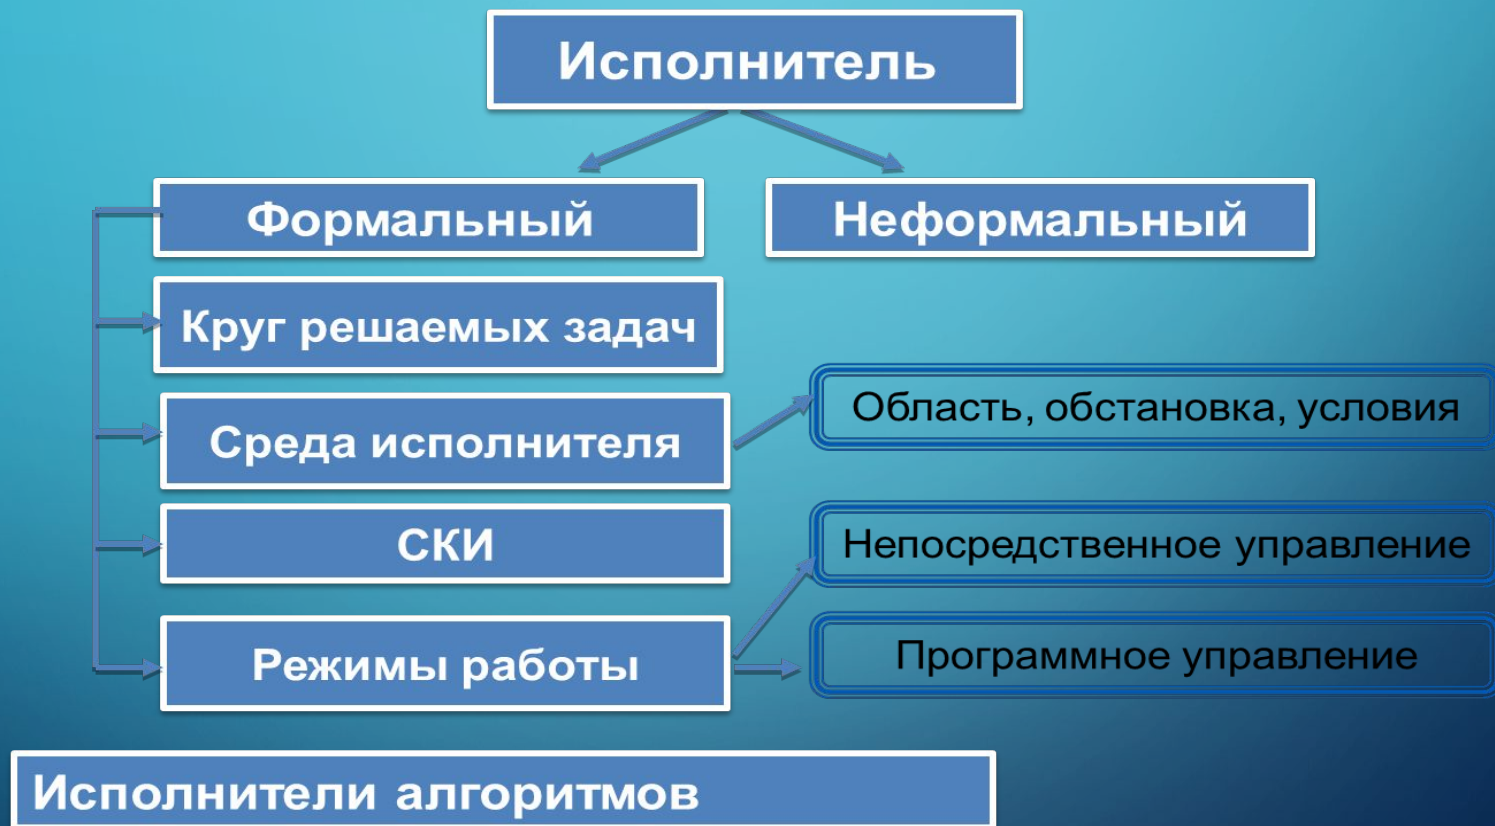 Исполнитель
Формальный
Неформальный
Круг решаемых задач
Среда исполнителя
Область, обстановка, условия
СКИ
Непосредственное управление
Режимы работы
Программное управление
Исполнители алгоритмов